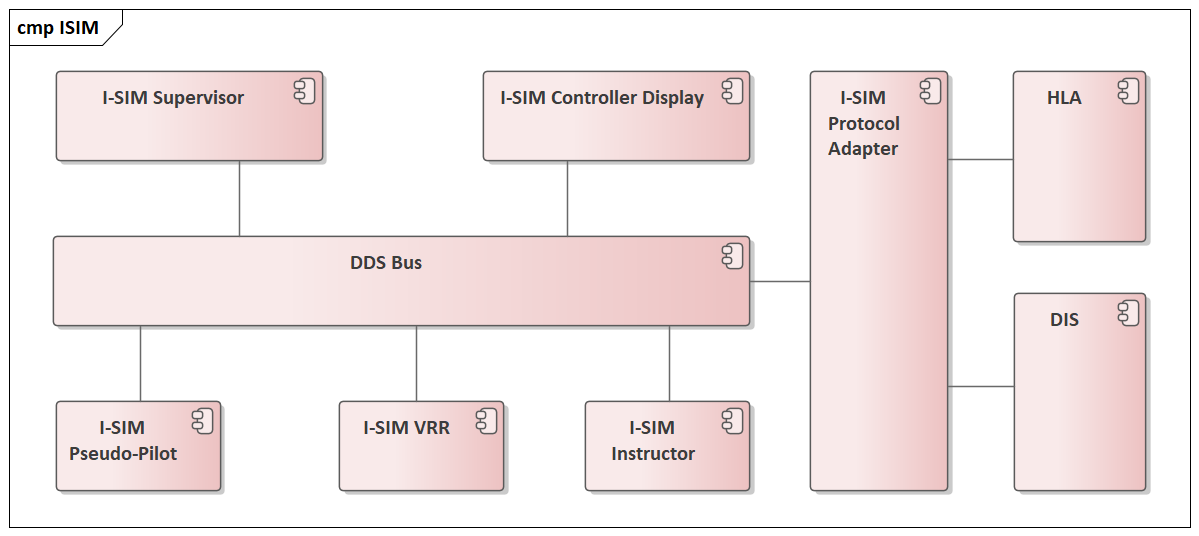 cmp ISIM
I-SIM Supervisor
I-SIM Controller Display
I-SIM
Protocol
Adapter
HLA
DDS Bus
DIS
I-SIM
Pseudo-Pilot
I-SIM VRR
I-SIM
Instructor